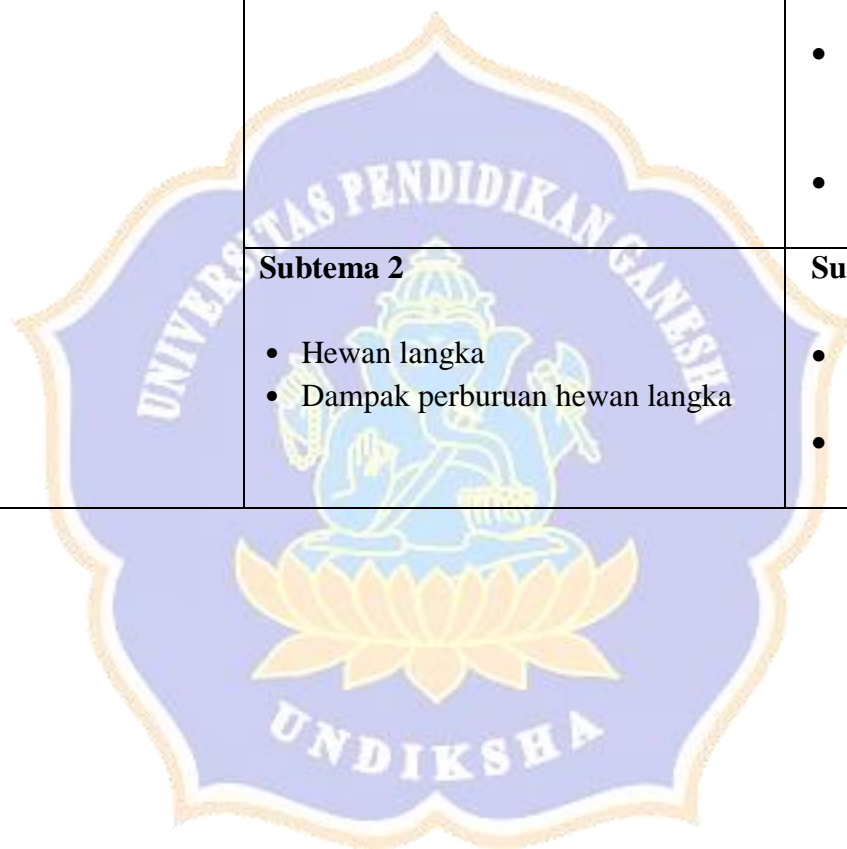 UNIVERSITAS PENDIDIKAN GANESHA
Subtema 2
Su
• Hewan langka
• Dampak perburuan hewan langka
UNDIKSHA